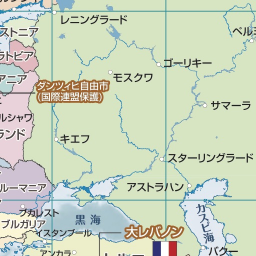 レニングラード
ストニア
ペル
モスクワ
ゴーリキー
ビア
アニア
ダンツィヒ自由市
(国際連盟保護)
サマーラ
ルシャワ
ランド
キエフ
スターリングラード
アストラハン
ルーマニア
ブカレスト
ブルガリア
黒 海
イスタンブール
大レバノン
カスピ海
バクー
アンカラ